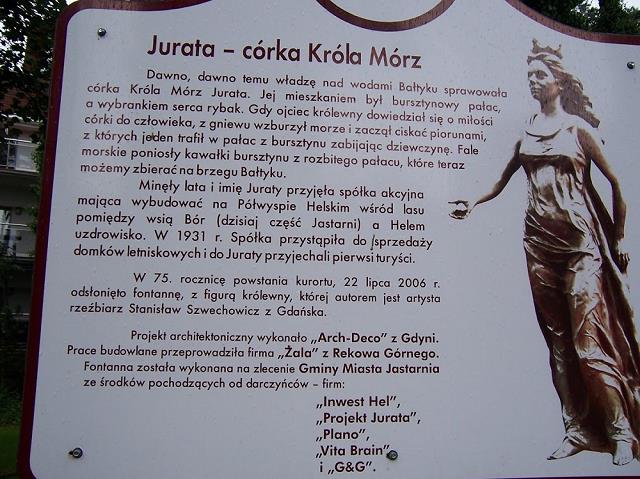 Jurata – córka Króla Mórz
Dawno, dawno temu władzę nad wodami Bałtyku sprawowała
córka Króla Mórz Jurata. Jej mieszkaniem był bursztynowy pałac,
a wybrankiem serca rybak. Gdy ojciec królewny dowiedział się o miłości
córki do człowieka, z gniewu wzburzył morze i zaczął ciskać piorunami,
z których jeden trafił w pałac z bursztynu zabijając dziewczynę. Fale
morskie poniosły kawałki bursztynu z rozbitego pałacu, które teraz
możemy zbierać na brzegu Bałtyku.
Minęły lata i imię Juraty przyjęła spółka akcyjna
mająca wybudować na Półwyspie Helskim wśród lasu
pomiędzy wsią Bór (dzisiaj część Jastarni) a Helem
uzdrowisko. W 1931 r. Spółka przystąpiła do sprzedaży
domków letniskowych i do Juraty przyjechali pierwsi turyści.
W 75. rocznicę powstania kurortu, 22 lipca 2006 r.
odsłonięto fontannę, z figurą królewny, której autorem jest artysta
rzeźbiarz Stanisław Szwechowicz z Gdańska.
Projekt architektoniczny wykonało „Arch-Deco” z Gdyni.
Prace budowlane przeprowadziła firma „Żala” z Rekowa Górnego.
Fontanna została wykonana na zlecenie Gminy Miasta Jastarnia
ze środków pochodzących od darczyńców – firm:
„Inwest Hel”,
„Projekt Jurata”,
„Plano”,
„Vita Brain”
i „G&G”.